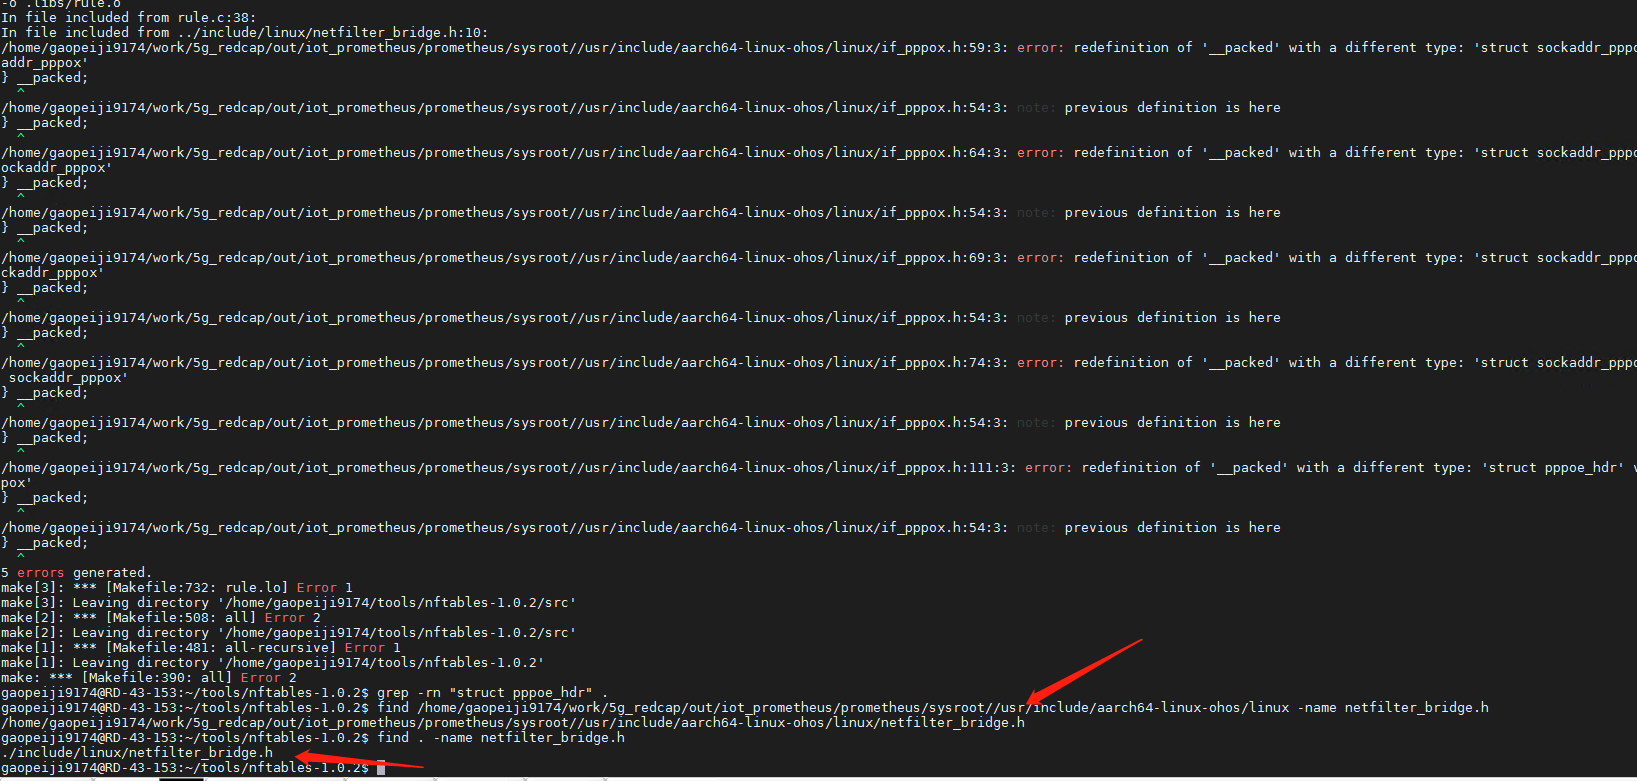 -o .libs/rule.o
In file included from rule.c:38:
In file included from ../include/linux/netfilter_bridge.h:10:
/home/gaopeiji9174/work/5g_redcap/out/iot_prometheus/prometheus/sysroot//usr/include/aarch64-linux-ohos/linux/if_pppox.h:59:3: error: redefinition of '__packed' with a different type: 'struct sockaddr_pppo
addr_pppox'
} __packed;
^
/home/gaopeiji9174/work/5g_redcap/out/iot_prometheus/prometheus/sysroot//usr/include/aarch64-linux-ohos/linux/if_pppox.h:54:3: note: previous definition is here
} __packed;
^
/home/gaopeiji9174/work/5g_redcap/out/iot_prometheus/prometheus/sysroot//usr/include/aarch64-linux-ohos/linux/if_pppox.h:64:3: error: redefinition of '__packed' with a different type: 'struct sockaddr_pppo
ockaddr_pppox'
} __packed;
^
/home/gaopeiji9174/work/5g_redcap/out/iot_prometheus/prometheus/sysroot//usr/include/aarch64-linux-ohos/linux/if_pppox.h:54:3: note: previous definition is here
} __packed;
^
/home/gaopeiji9174/work/5g_redcap/out/iot_prometheus/prometheus/sysroot//usr/include/aarch64-linux-ohos/linux/if_pppox.h:69:3: error: redefinition of '__packed' with a different type: 'struct sockaddr_pppo
ckaddr_pppox'
} __packed;
^
/home/gaopeiji9174/work/5g_redcap/out/iot_prometheus/prometheus/sysroot//usr/include/aarch64-linux-ohos/linux/if_pppox.h:54:3: note: previous definition is here
} __packed;
^
/home/gaopeiji9174/work/5g_redcap/out/iot_prometheus/prometheus/sysroot//usr/include/aarch64-linux-ohos/linux/if_pppox.h:74:3: error: redefinition of '__packed' with a different type: 'struct sockaddr_pppo
sockaddr_pppox'
} __packed;
^
/home/gaopeiji9174/work/5g_redcap/out/iot_prometheus/prometheus/sysroot//usr/include/aarch64-linux-ohos/linux/if_pppox.h:54:3: note: previous definition is here
} __packed;
^
/home/gaopeiji9174/work/5g_redcap/out/iot_prometheus/prometheus/sysroot//usr/include/aarch64-linux-ohos/linux/if_pppox.h:111:3: error: redefinition of '__packed' with a different type: 'struct pppoe_hdr' v
pox'
} __packed;
^
/home/gaopeiji9174/work/5g_redcap/out/iot_prometheus/prometheus/sysroot//usr/include/aarch64-linux-ohos/linux/if_pppox.h:54:3: note: previous definition is here
} __packed;
^
5 errors generated.
make[3]: *** [Makefile:732: rule.lo] Error 1
make[3]: Leaving directory '/home/gaopeiji9174/tools/nftables-1.0.2/src'
make[2]: *** [Makefile:508: all] Error 2
make[2]: Leaving directory '/home/gaopeiji9174/tools/nftables-1.0.2/src'
make[1]: *** [Makefile:481: all-recursive] Error 1
make[1]: Leaving directory '/home/gaopeiji9174/tools/nftables-1.0.2'
make: *** [Makefile:390: all] Error 2
gaopeiji9174@RD-43-153:~/tools/nftables-1.0.2$ grep -rn "struct pppoe_hdr" .
gaopeiji9174@RD-43-153:~/tools/nftables-1.0.2$ find /home/gaopeiji9174/work/5g_redcap/out/iot_prometheus/prometheus/sysroot//usr/include/aarch64-linux-ohos/linux -name netfilter_bridge.h
/home/gaopeiji9174/work/5g_redcap/out/iot_prometheus/prometheus/sysroot//usr/include/aarch64-linux-ohos/linux/netfilter_bridge.h
gaopeiji9174@RD-43-153:~/tools/nftables-1.0.2$ find . -name netfilter_bridge.h
./include/linux/netfilter_bridge.h
gaopeiji9174@RD-43-153:~/tools/nftables-1.0.2$